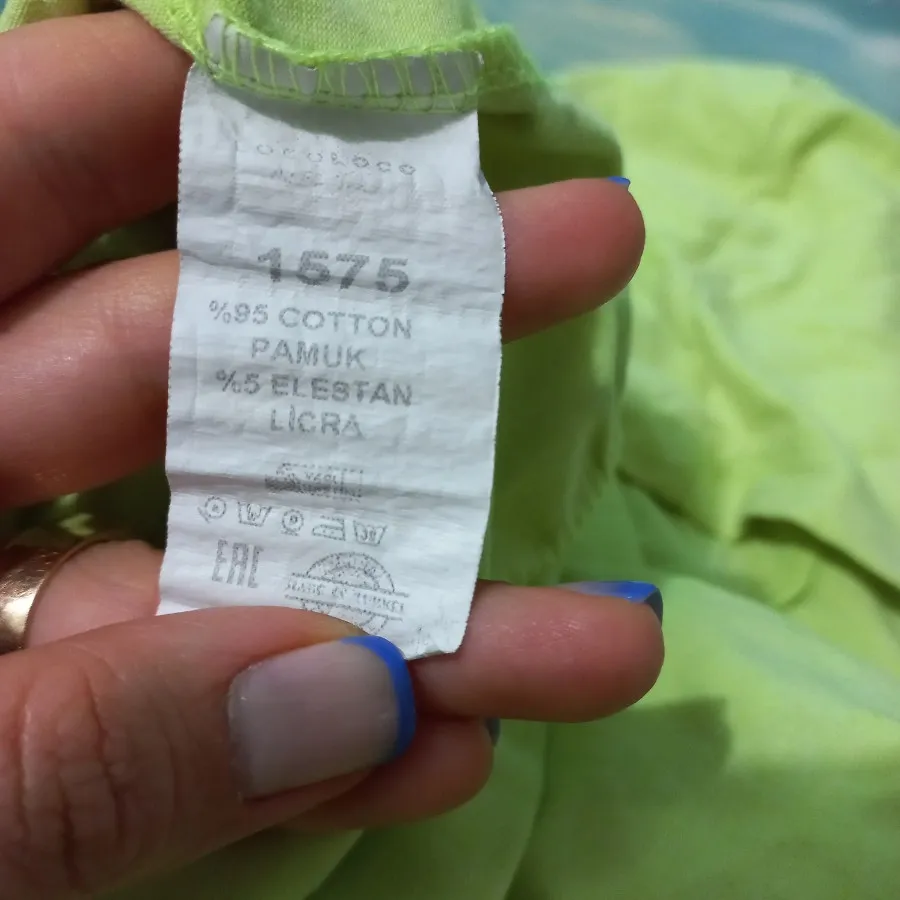 1575
%95 COTTON
PAMUK
%5 ELESTAN
LİCRA
EAC
MADE IN TURKEY